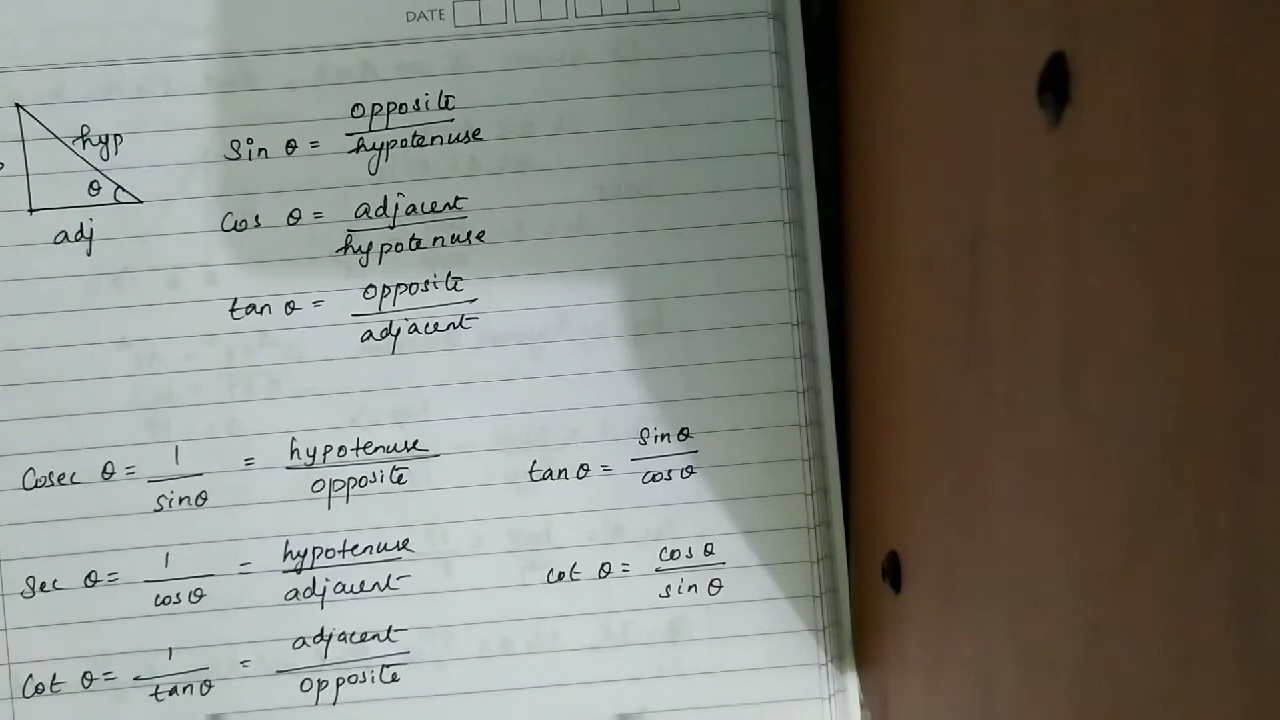 DATE
hyp
θ
adj
sin θ = opposite / hypotenuse
cos θ = adjacent / hypotenuse
tan θ = opposite / adjacent
Cosec θ = 1 / sinθ = hypotenuse / opposite
tanθ = sinθ / cosθ
Sec θ = 1 / cosθ = hypotenuse / adjacent
cot θ = cosθ / sinθ
Cot θ = 1 / tanθ = adjacent / opposite